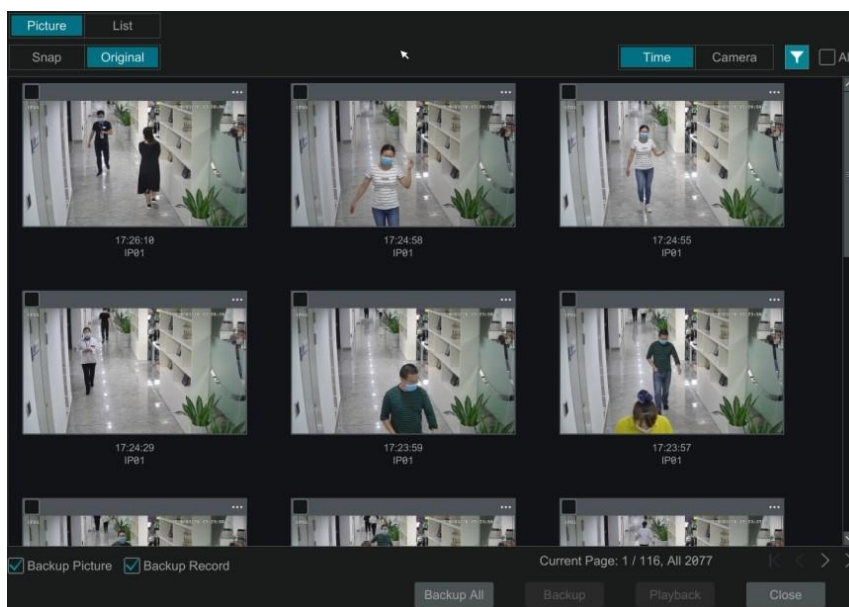 Picture List
Snap Original Time Camera
17:26:10
IP01
17:24:58
IP01
17:24:55
IP01
17:24:29
IP01
17:23:59
IP01
17:23:57
IP01
Backup Picture Backup Record Current Page: 1 / 116, All 2077
Backup All Backup Playback Close